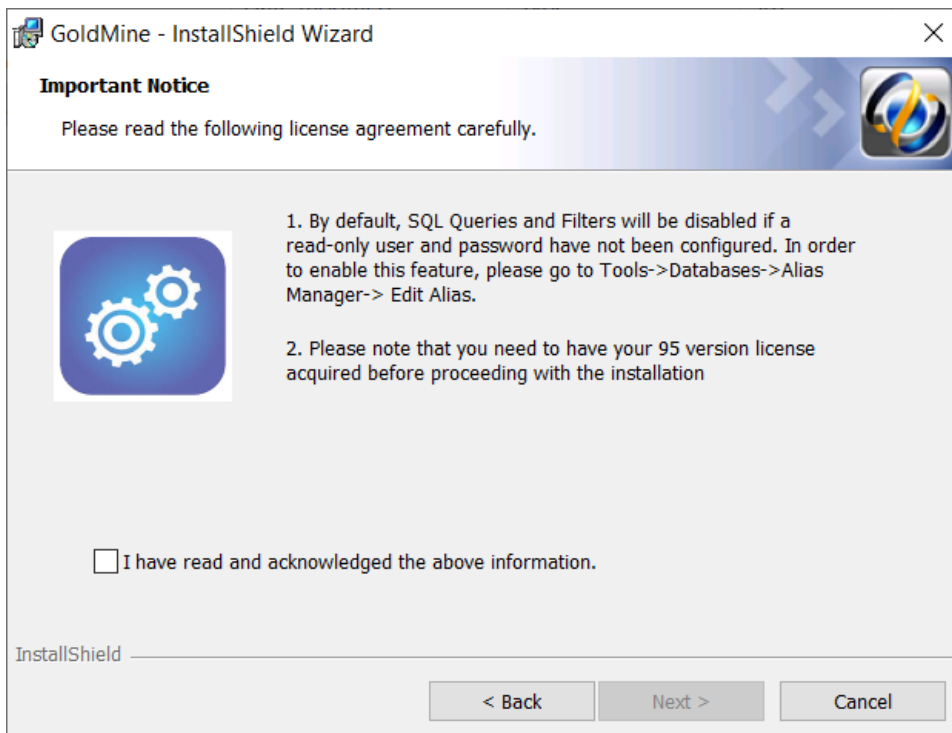 GoldMine - InstallShield Wizard
Important Notice
Please read the following license agreement carefully.
1. By default, SQL Queries and Filters will be disabled if a
read-only user and password have not been configured. In order
to enable this feature, please go to Tools->Databases->Alias
Manager-> Edit Alias.
2. Please note that you need to have your 95 version license
acquired before proceeding with the installation
I have read and acknowledged the above information.
InstallShield
< Back
Next >
Cancel